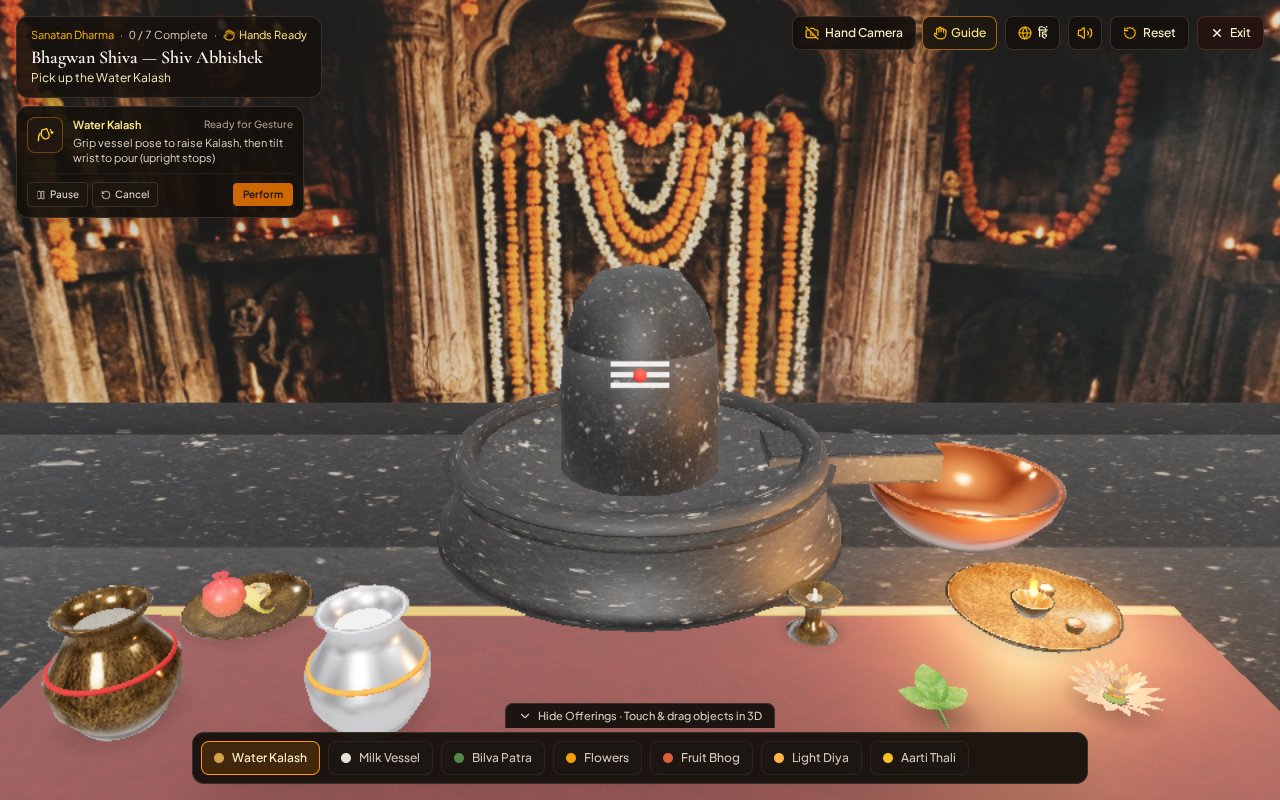 Sanatan Dharma · 0 / 7 Complete · Hands Ready
Bhagwan Shiva — Shiv Abhishek
Pick up the Water Kalash
Hand Camera
Guide
हिं
Reset
Exit
Water Kalash
Ready for Gesture
Grip vessel pose to raise Kalash, then tilt
wrist to pour (upright stops)
Pause
Cancel
Perform
Hide Offerings · Touch & drag objects in 3D
Water Kalash
Milk Vessel
Bilva Patra
Flowers
Fruit Bhog
Light Diya
Aarti Thali